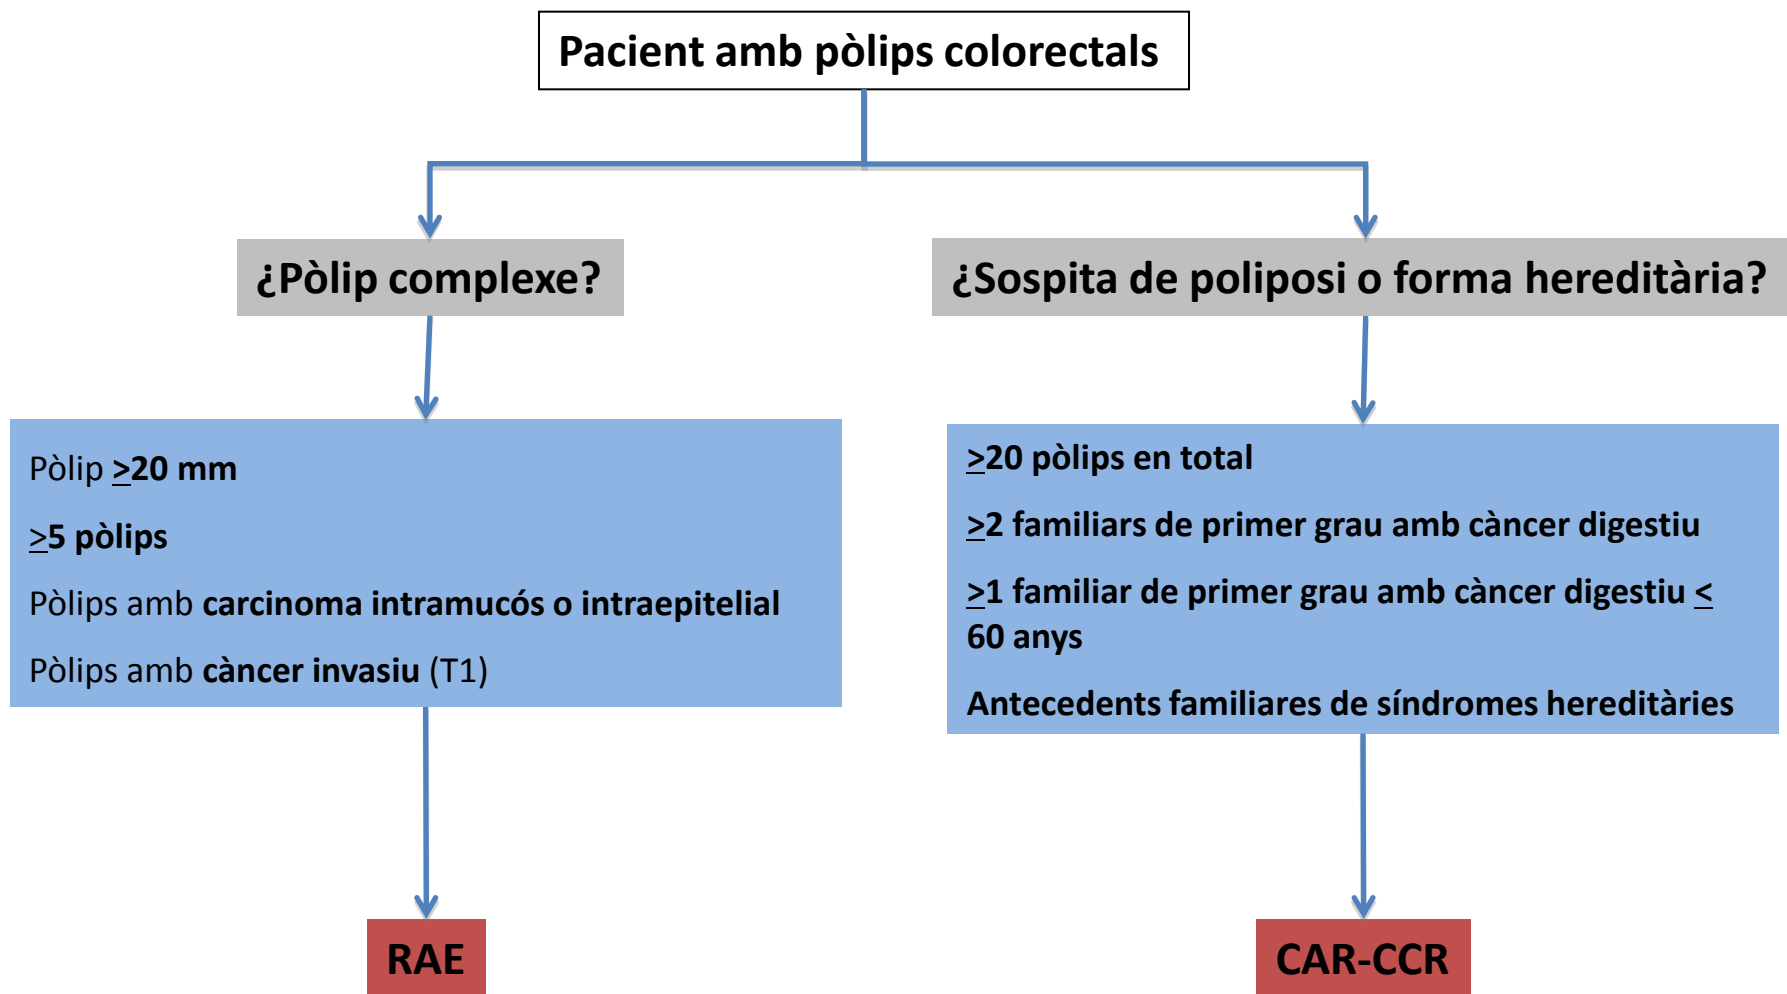 Pacient amb pòlips colorectals
¿Pòlip complexe?
¿Sospita de poliposi o forma hereditària?
Pòlip ≥20 mm
≥5 pòlips
Pòlips amb carcinoma intramucós o intraepitelial
Pòlips amb càncer invasiu (T1)
≥20 pòlips en total
≥2 familiars de primer grau amb càncer digestiu
≥1 familiar de primer grau amb càncer digestiu ≤
60 anys
Antecedents familiares de síndromes hereditàries
RAE
CAR-CCR